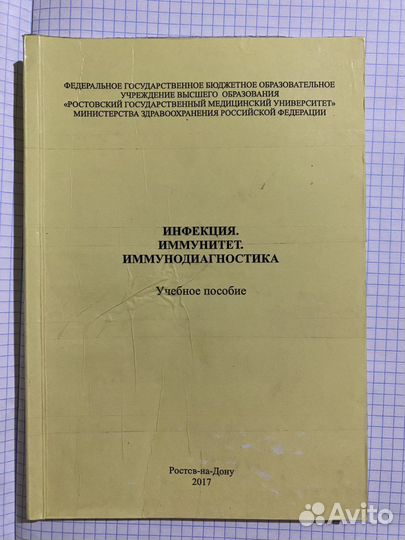 ФЕДЕРАЛЬНОЕ ГОСУДАРСТВЕННОЕ БЮДЖЕТНОЕ ОБРАЗОВАТЕЛЬНОЕ
УЧРЕЖДЕНИЕ ВЫСШЕГО ОБРАЗОВАНИЯ
«РОСТОВСКИЙ ГОСУДАРСТВЕННЫЙ МЕДИЦИНСКИЙ УНИВЕРСИТЕТ»
МИНИСТЕРСТВА ЗДРАВООХРАНЕНИЯ РОССИЙСКОЙ ФЕДЕРАЦИИ
ИНФЕКЦИЯ.
ИММУНИТЕТ.
ИММУНОДИАГНОСТИКА
Учебное пособие
Ростов-на-Дону
2017
Avito